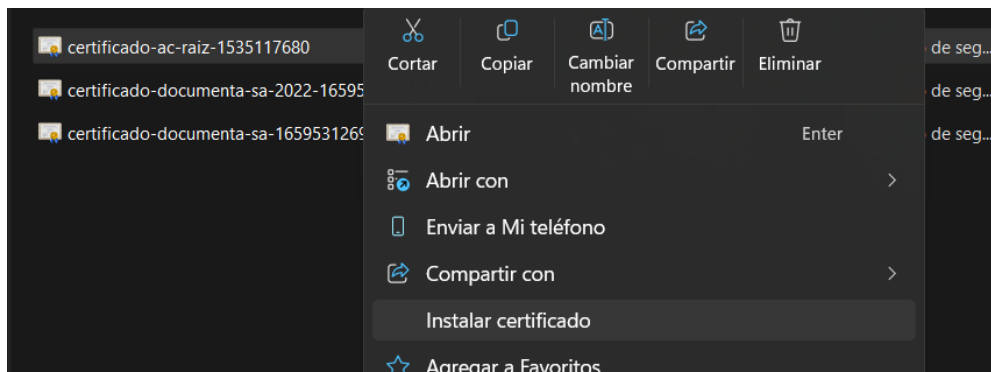 Cortar
Copiar
Cambiar
nombre
Compartir
Eliminar
certificado-ac-raiz-1535117680
de seg...
certificado-documenta-sa-2022-16595
de seg...
certificado-documenta-sa-1659531269
de seg...
Abrir
Enter
Abrir con
Enviar a Mi teléfono
Compartir con
Instalar certificado
Agregar a Favoritos